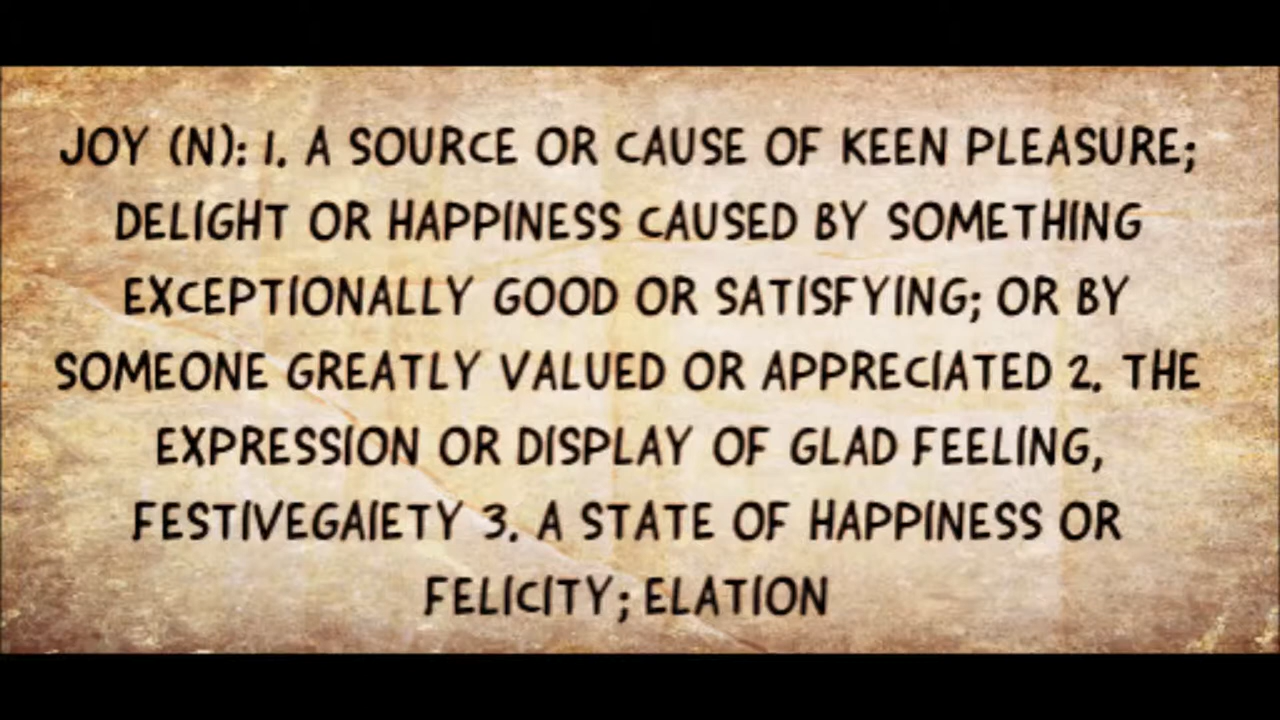 JOY (N): 1. A SOURCE OR CAUSE OF KEEN PLEASURE;
DELIGHT OR HAPPINESS CAUSED BY SOMETHING
EXCEPTIONALLY GOOD OR SATISFYING; OR BY
SOMEONE GREATLY VALUED OR APPRECIATED 2. THE
EXPRESSION OR DISPLAY OF GLAD FEELING,
FESTIVEGAIETY 3. A STATE OF HAPPINESS OR
FELICITY; ELATION